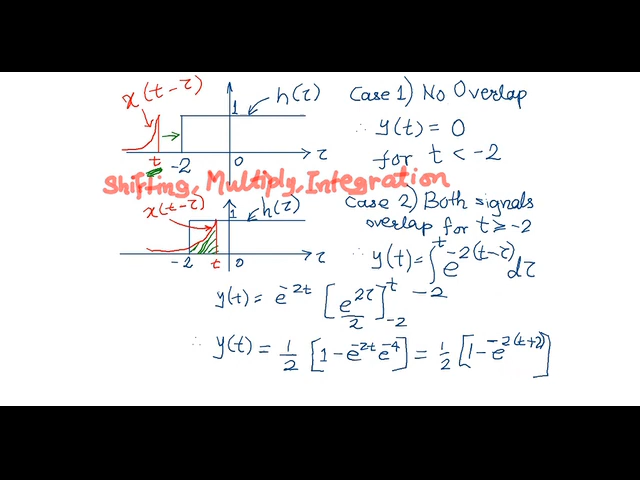 x(t-τ)
1
h(τ)
t
-2
0
τ
Case 1) No Overlap
∴ y(t) = 0
for t < -2
Shifting, Multiply, Integration
x(t-τ)
1
h(τ)
-2
t
0
τ
Case 2) Both signals
overlap for t ≥ -2
∴ y(t) = ∫_{-2}^{t} e^{-2(t-τ)} dτ
y(t) = e^{-2t} [e^{2τ}/2]_{-2}^{t}
∴ y(t) = 1/2 [1 - e^{-2t} e^{-4}] = 1/2 [1 - e^{-2(t+2)}]